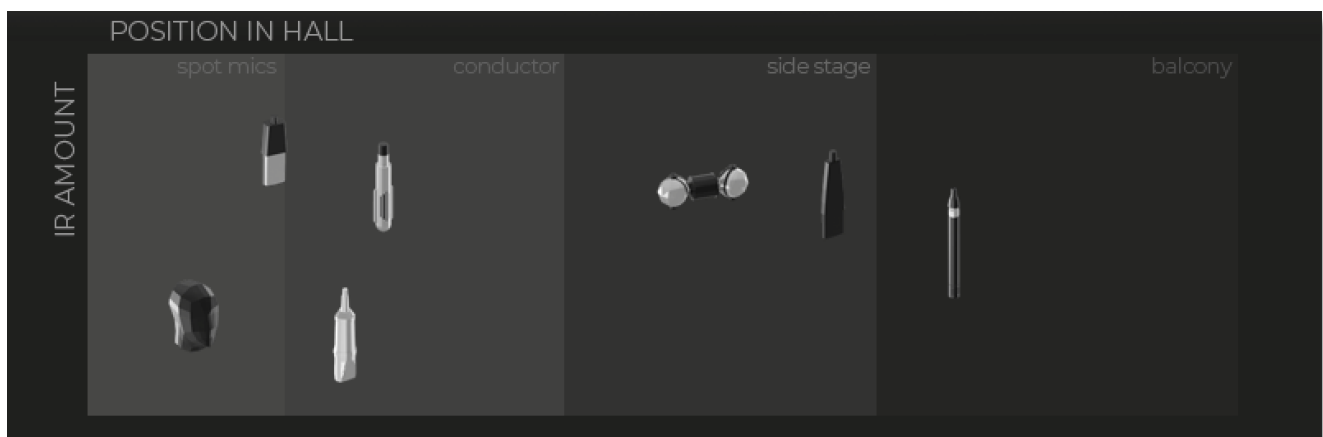 POSITION IN HALL
spot mics
conductor
side stage
balcony
IR AMOUNT